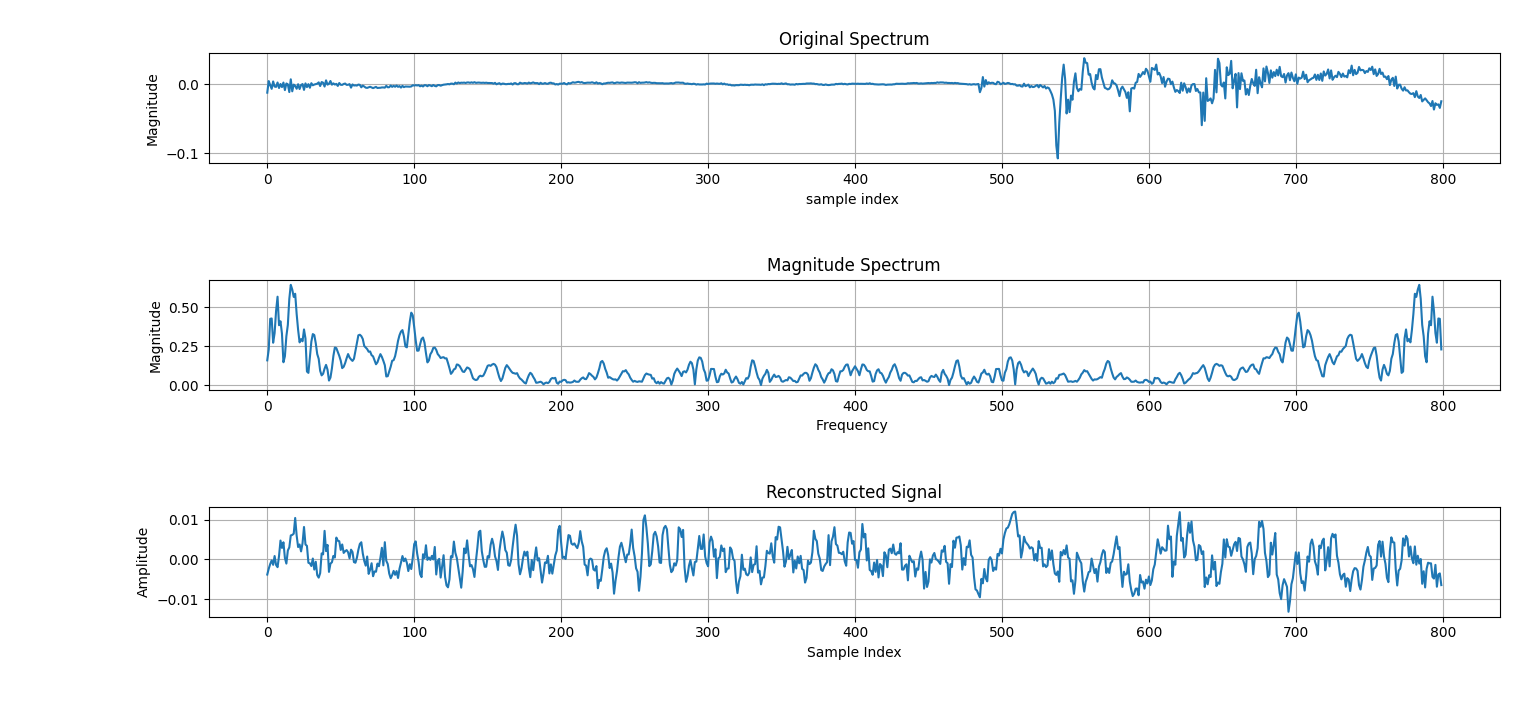 Original Spectrum
Magnitude
0.0
−0.1
0 100 200 300 400 500 600 700 800
sample index
Magnitude Spectrum
Magnitude
0.50
0.25
0.00
0 100 200 300 400 500 600 700 800
Frequency
Reconstructed Signal
Amplitude
0.01
0.00
−0.01
0 100 200 300 400 500 600 700 800
Sample Index